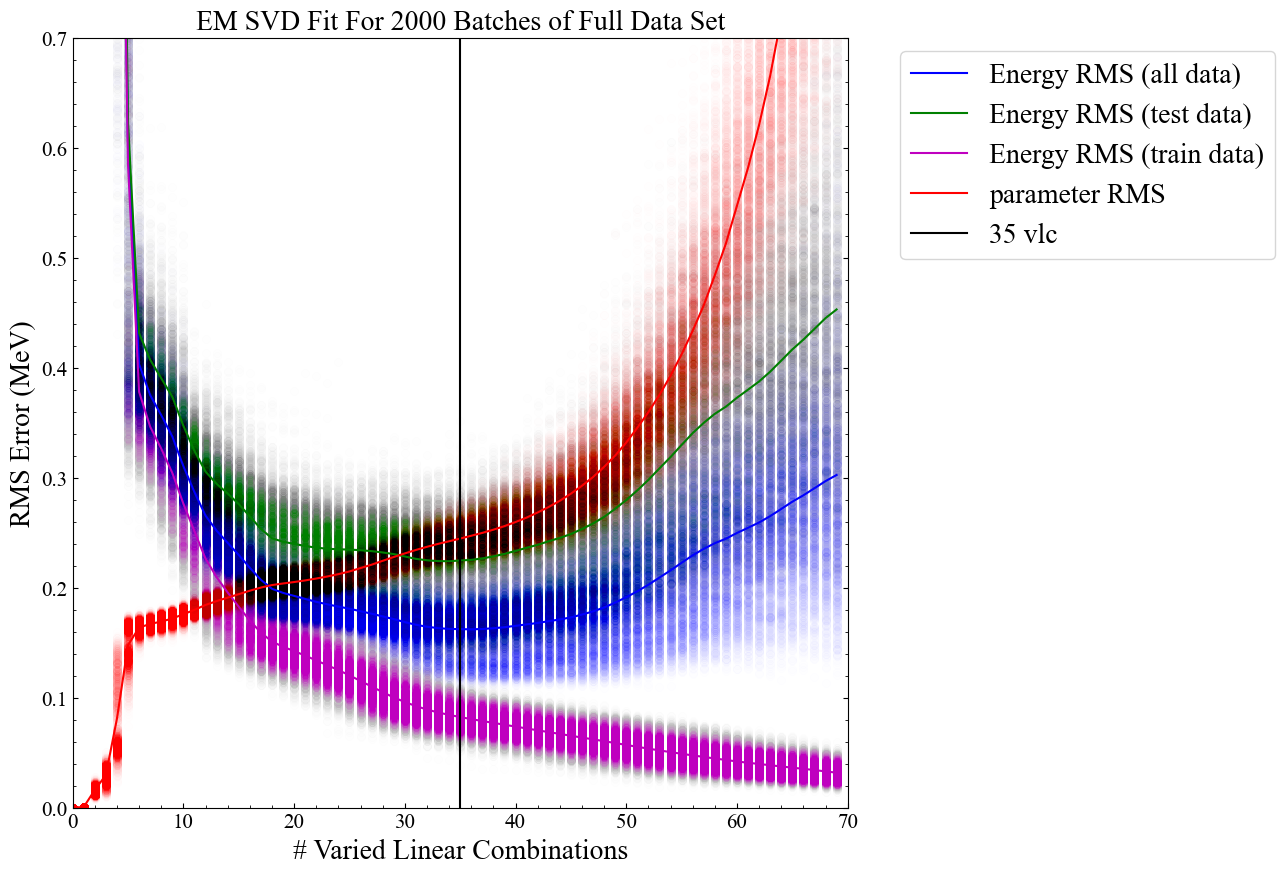 EM SVD Fit For 2000 Batches of Full Data Set
RMS Error (MeV)
0.7
0.6
0.5
0.4
0.3
0.2
0.1
0.0
0 10 20 30 40 50 60 70
# Varied Linear Combinations
Energy RMS (all data)
Energy RMS (test data)
Energy RMS (train data)
parameter RMS
35 vlc